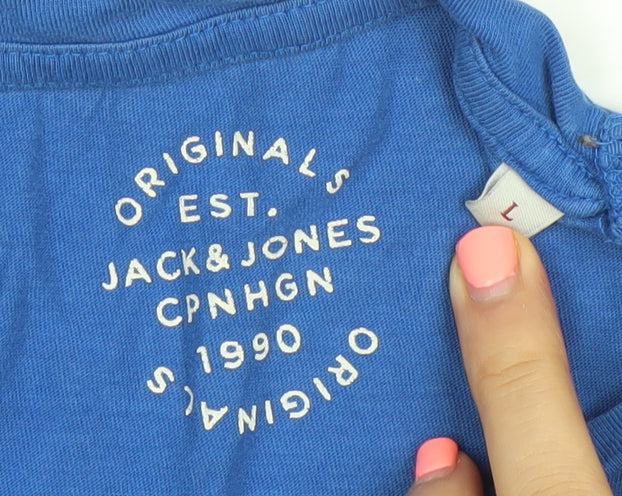 ORIGINALS
EST.
JACK & JONES
CPNHGN
1990
ORIGINALS
L